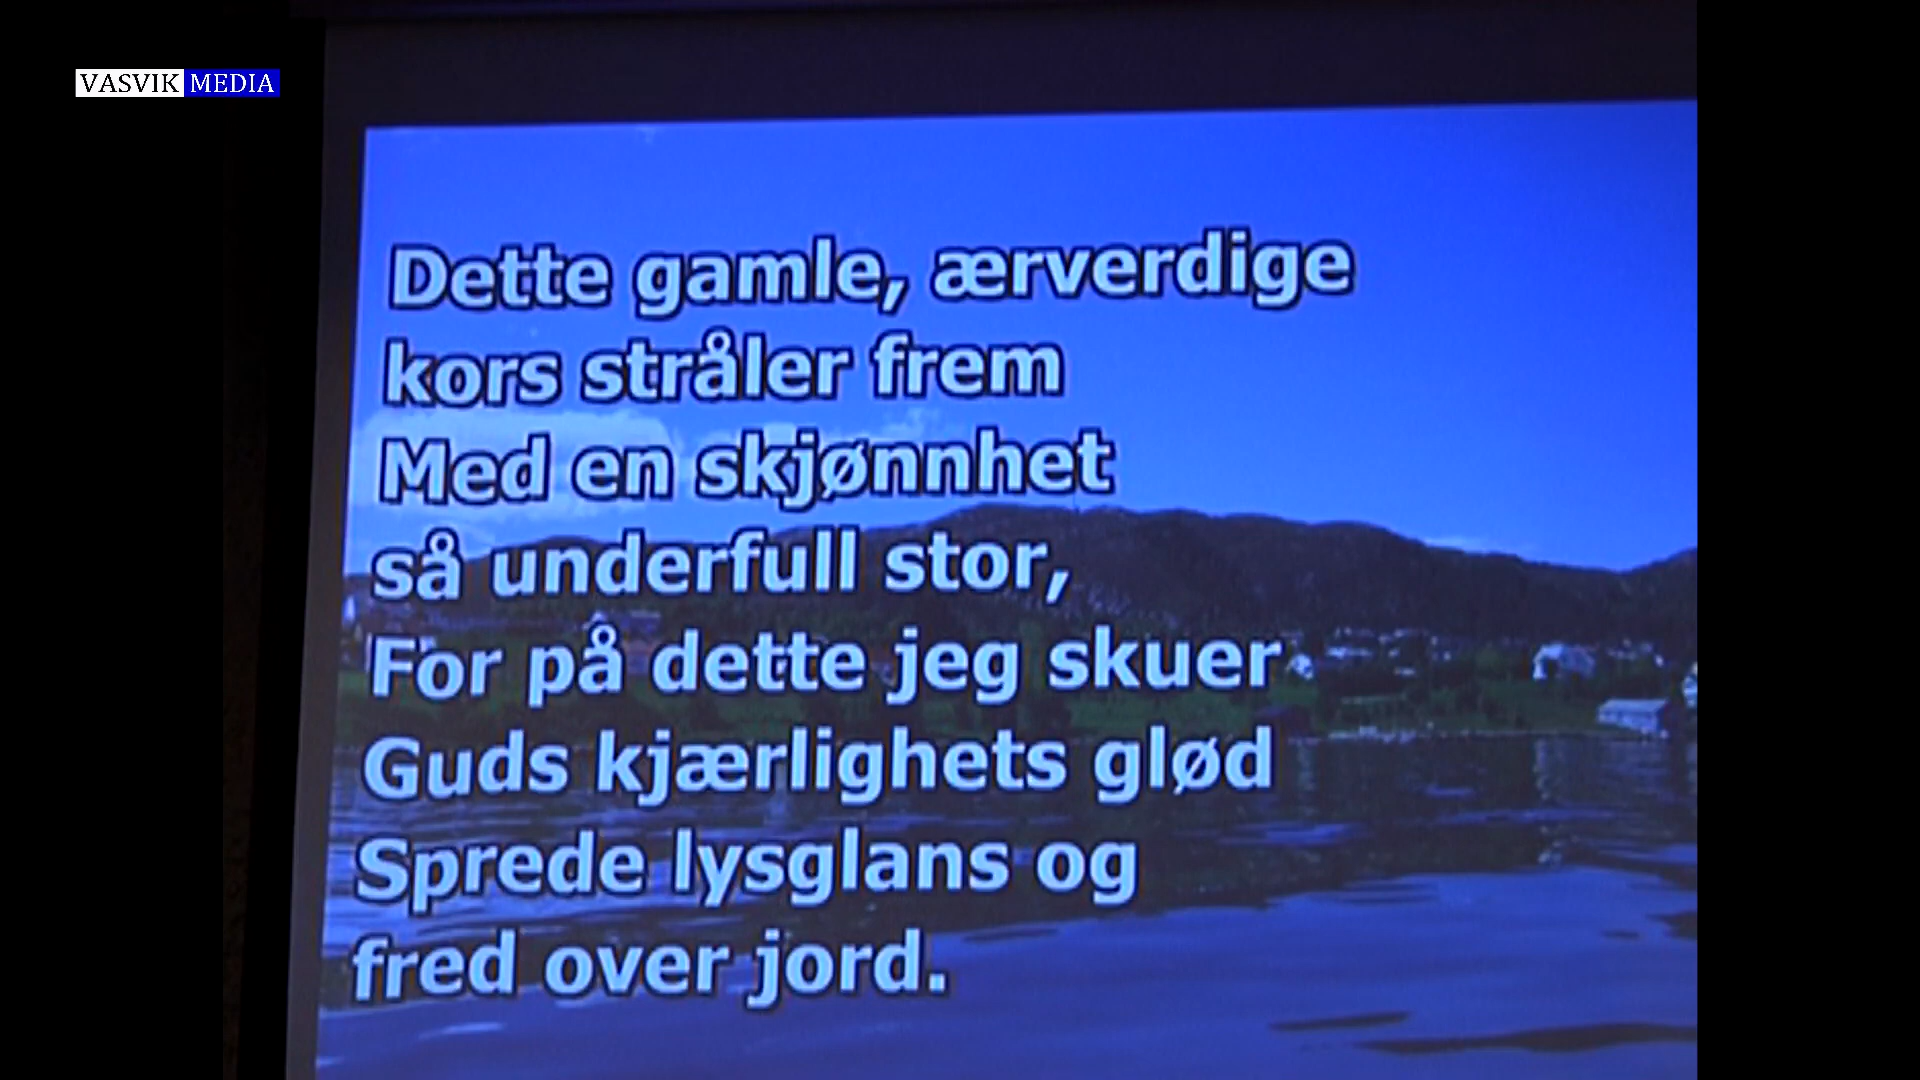 VASVIK MEDIA
Dette gamle, ærverdige
kors stråler frem
Med en skjønnhet
så underfull stor,
For på dette jeg skuer
Guds kjærlighets glød
Sprede lysglans og
fred over jord.